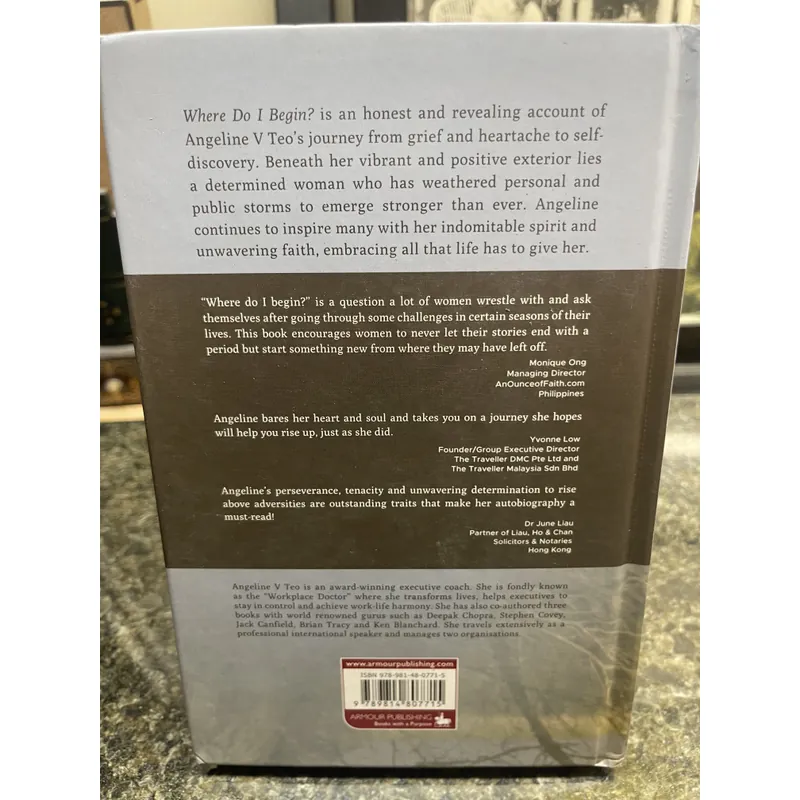 Where Do I Begin? is an honest and revealing account of
Angeline V Teo's journey from grief and heartache to self-
discovery. Beneath her vibrant and positive exterior lies
a determined woman who has weathered personal and
public storms to emerge stronger than ever. Angeline
continues to inspire many with her indomitable spirit and
unwavering faith, embracing all that life has to give her.
“Where do I begin?” is a question a lot of women wrestle with and ask
themselves after going through some challenges in certain seasons of their
lives. This book encourages women to never let their stories end with a
period but start something new from where they may have left off.
Monique Ong
Managing Director
AnOunceofFaith.com
Philippines
Angeline bares her heart and soul and takes you on a journey she hopes
will help you rise up, just as she did.
Yvonne Low
Founder/Group Executive Director
The Traveller DMC Pte Ltd and
The Traveller Malaysia Sdn Bhd
Angeline's perseverance, tenacity and unwavering determination to rise
above adversities are outstanding traits that make her autobiography a
must-read!
Dr June Liau
Partner of Liau, Ho & Chan
Solicitors & Notaries
Hong Kong
Angeline V Teo is an award-winning executive coach. She is fondly known
as the “Workplace Doctor” where she transforms lives, helps executives to
stay in control and achieve work-life harmony. She has also co-authored three
books with world renowned gurus such as Deepak Chopra, Stephen Covey,
Jack Canfield, Brian Tracy and Ken Blanchard. She travels extensively as a
professional international speaker and manages two organisations.
www.armourpublishing.com
ISBN 978-981-48-0771-5
9 789814 807715
ARMOUR PUBLISHING
Books with a Purpose